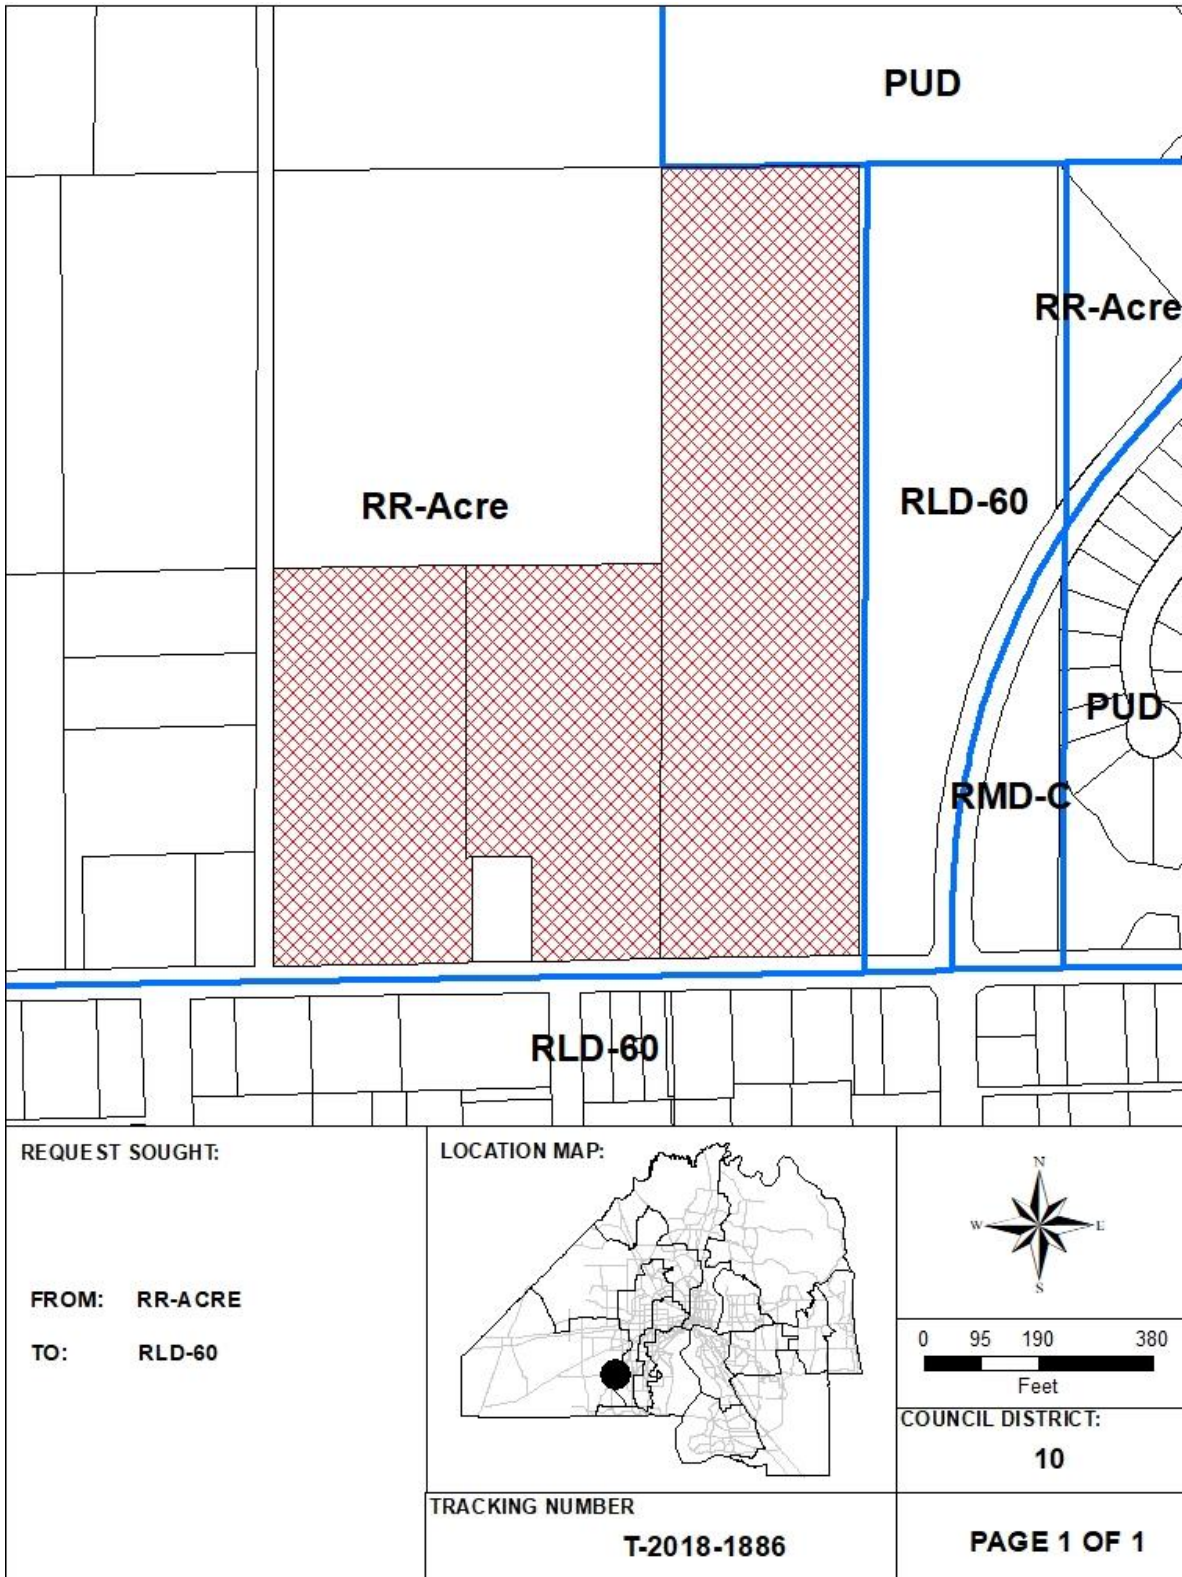 PUD
RR-Acre
RR-Acre
RLD-60
PUD
RMD-C
RLD-60
REQUEST SOUGHT:
FROM: RR-ACRE
TO: RLD-60
LOCATION MAP:
N
W E
S
0 95 190 380
Feet
COUNCIL DISTRICT:
10
TRACKING NUMBER
T-2018-1886
PAGE 1 OF 1